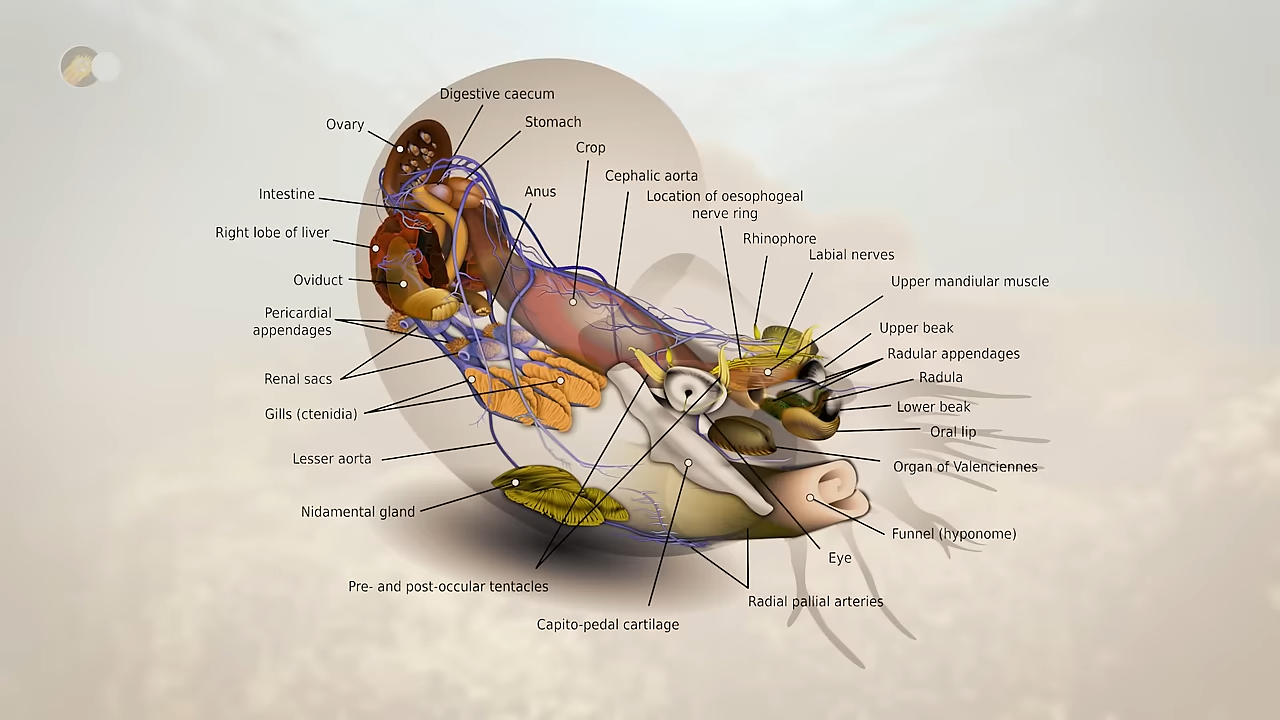 Digestive caecum
Ovary
Stomach
Crop
Cephalic aorta
Intestine
Anus
Location of oesophogeal
nerve ring
Right lobe of liver
Rhinophore
Labial nerves
Oviduct
Upper mandiular muscle
Pericardial
appendages
Upper beak
Radular appendages
Renal sacs
Radula
Gills (ctenidia)
Lower beak
Oral lip
Lesser aorta
Organ of Valenciennes
Nidamental gland
Funnel (hyponome)
Eye
Pre- and post-occular tentacles
Radial pallial arteries
Capito-pedal cartilage